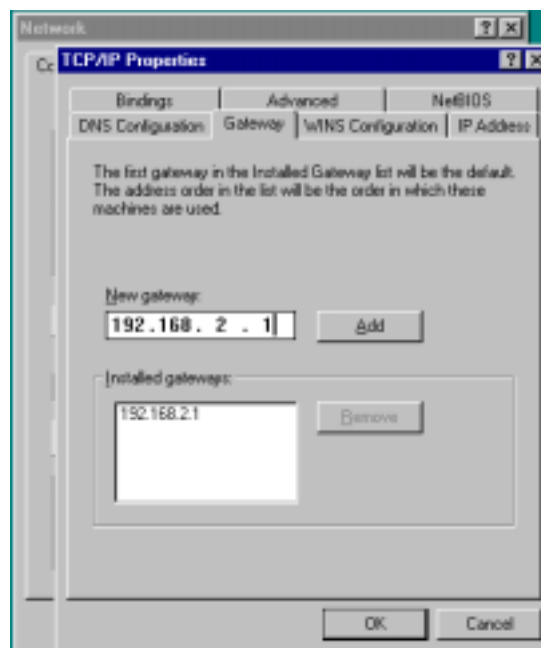 Network
TCP/IP Properties
Bindings
Advanced
NetBIOS
DNS Configuration
Gateway
WINS Configuration
IP Address
The first gateway in the Installed Gateway list will be the default.
The address order in the list will be the order in which these
machines are used.
New gateway:
192.168. 2 . 1
Add
Installed gateways:
192.168.2.1
Remove
OK
Cancel